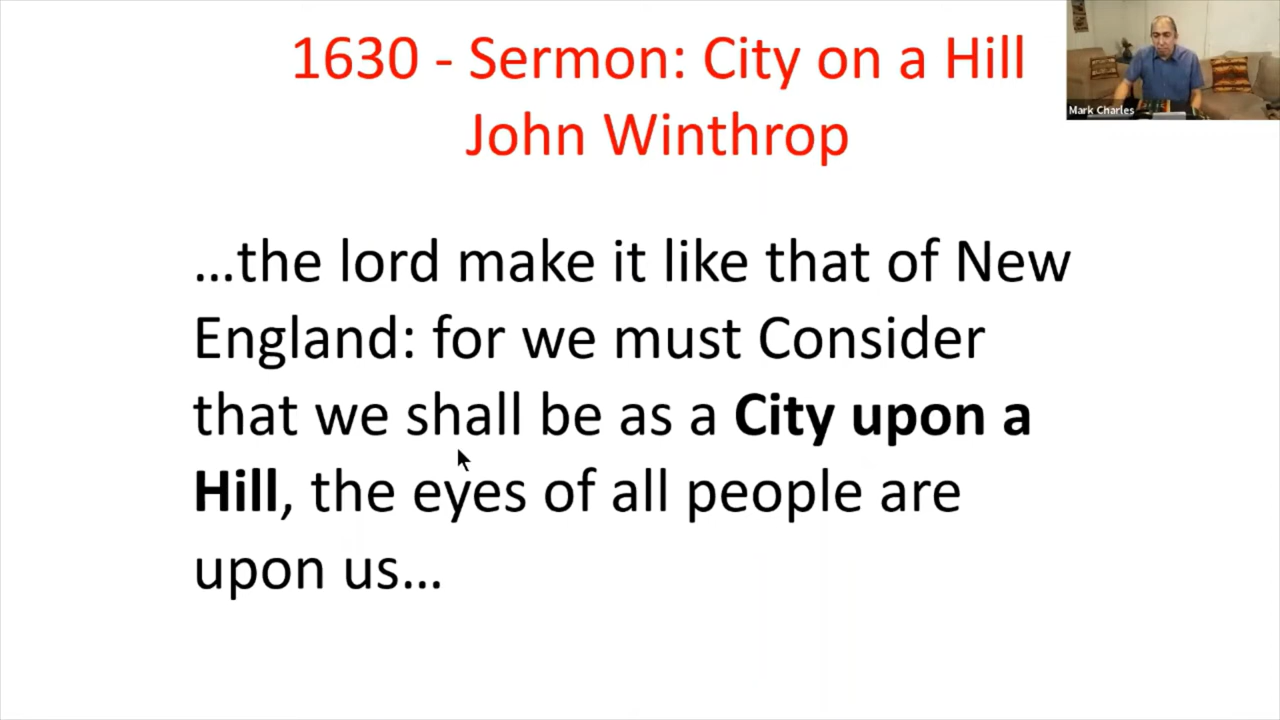 1630 - Sermon: City on a Hill
John Winthrop
Mark Charles
…the lord make it like that of New
England: for we must Consider
that we shall be as a City upon a
Hill, the eyes of all people are
upon us…